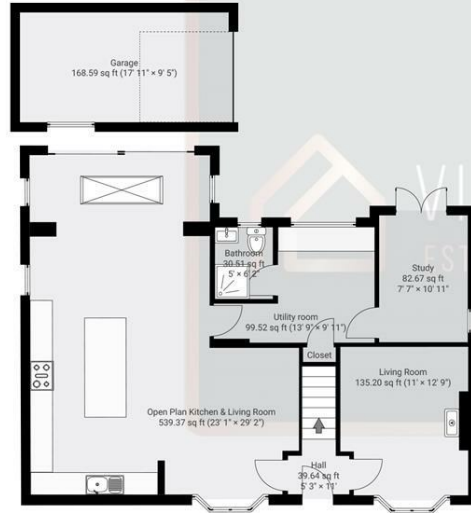 Garage
168.59 sq ft (17' 11" × 9' 5")
Bathroom
30.51 sq ft
5' × 6' 2"
Study
82.67 sq ft
7' 7" × 10' 11"
Utility room
99.52 sq ft (13' 9" × 9' 11")
Closet
Living Room
135.20 sq ft (11' × 12' 9")
Open Plan Kitchen & Living Room
539.37 sq ft (23' 1" × 29' 2")
Hall
39.64 sq ft
5' 3" × 11'
VI
EST